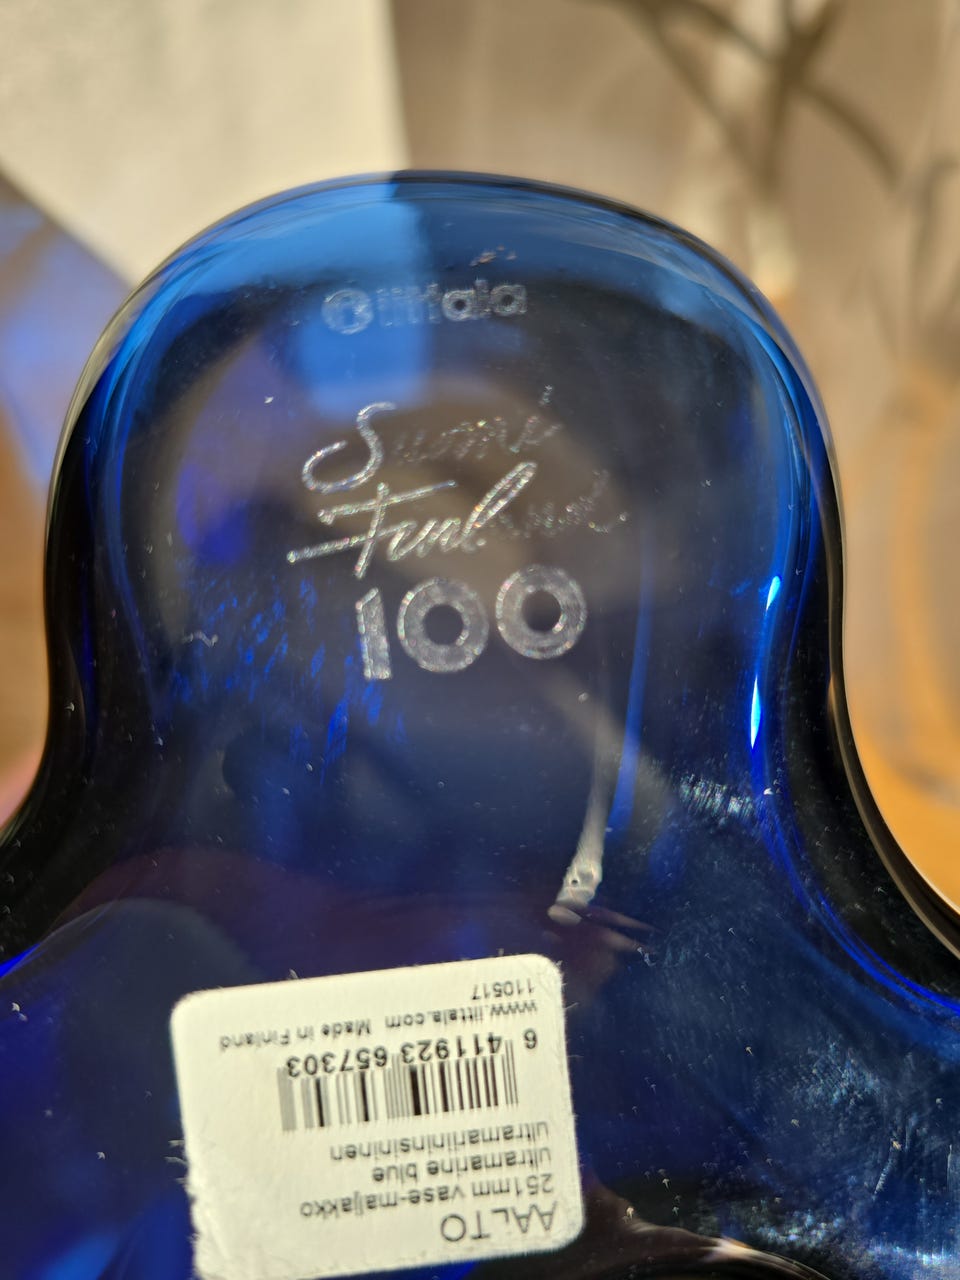 iittala
Suomi
Finland
100
AALTO
251mm vase-maljakko
ultramarine blue
ultramariininsininen
6 411923 657303
www.iittala.com Made in Finland
110517